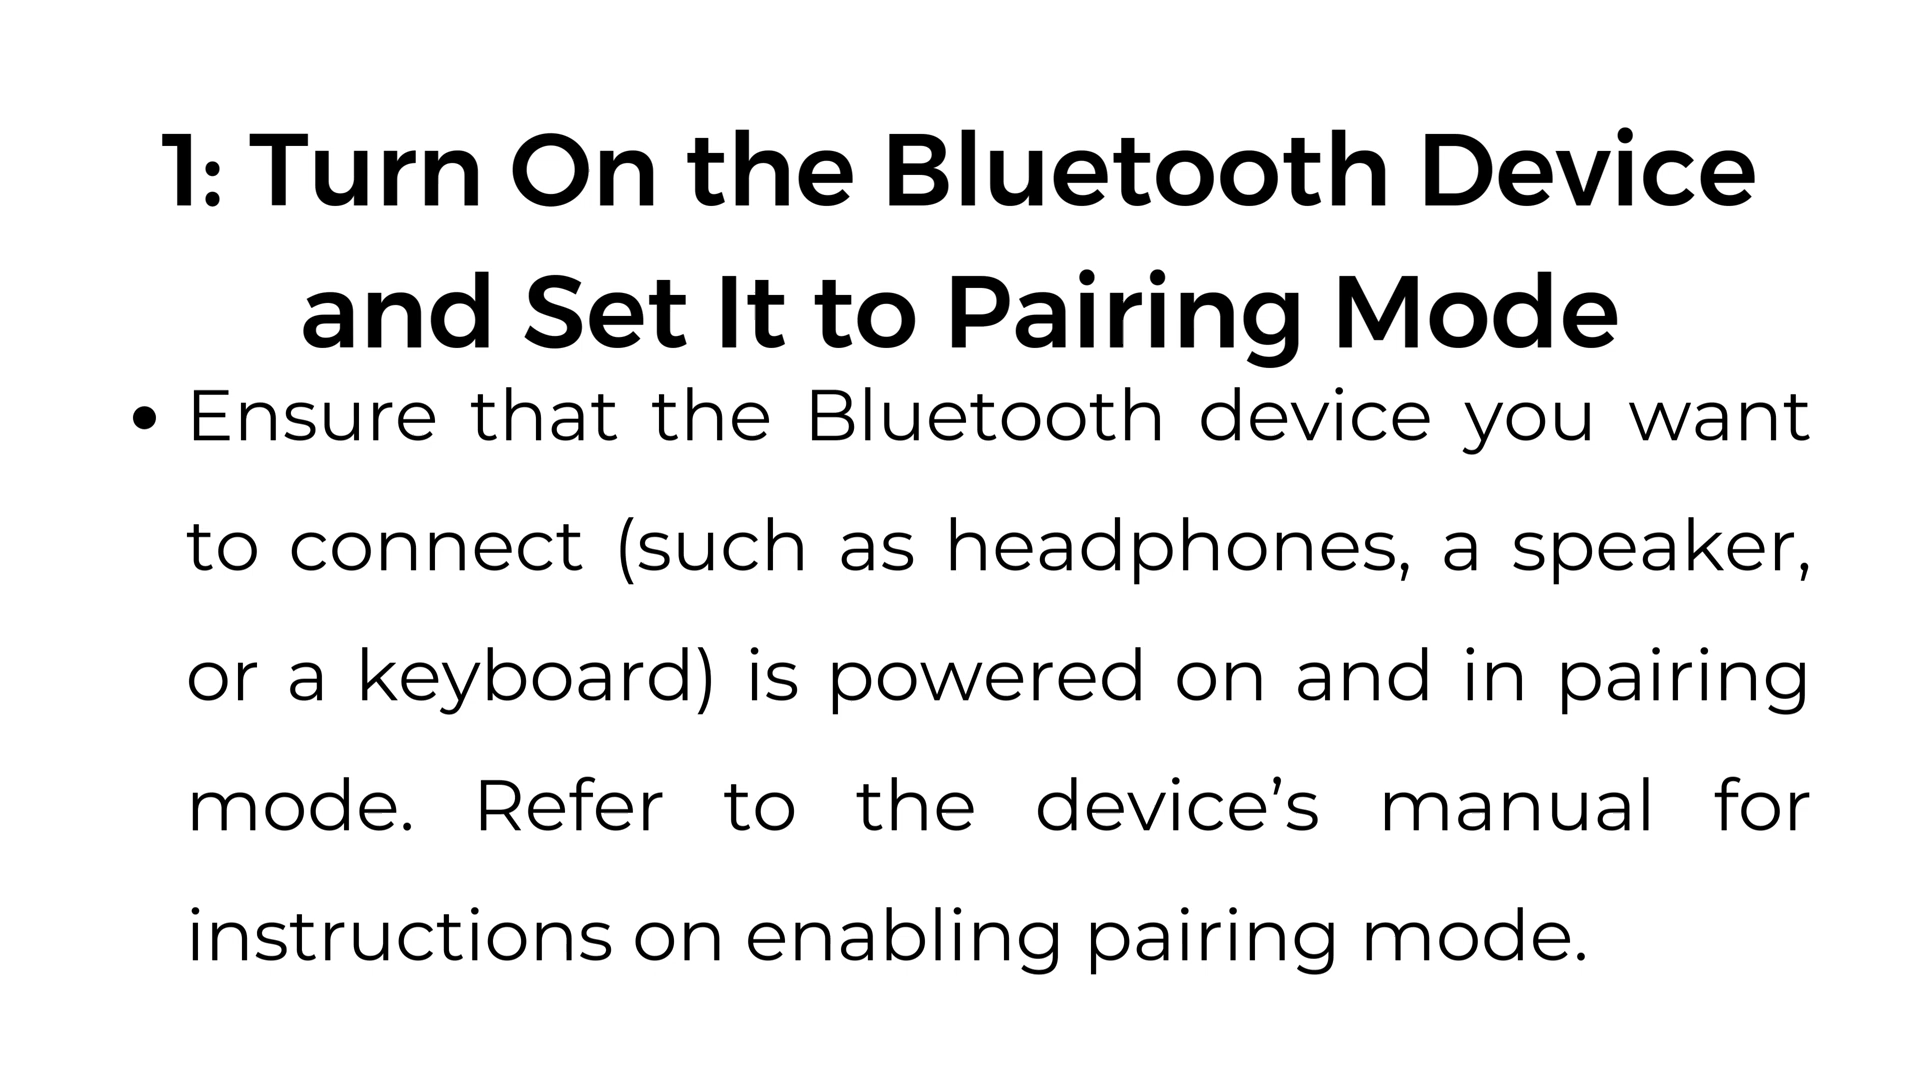 1: Turn On the Bluetooth Device
and Set It to Pairing Mode
• Ensure that the Bluetooth device you want
to connect (such as headphones, a speaker,
or a keyboard) is powered on and in pairing
mode. Refer to the device’s manual for
instructions on enabling pairing mode.